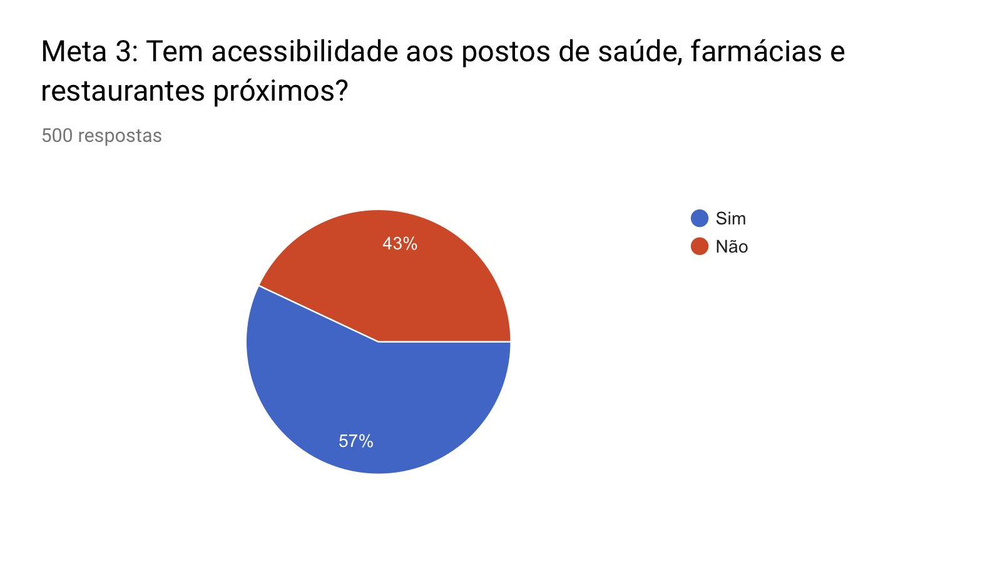 Meta 3: Tem acessibilidade aos postos de saúde, farmácias e
restaurantes próximos?
500 respostas
Sim
Não
43%
57%